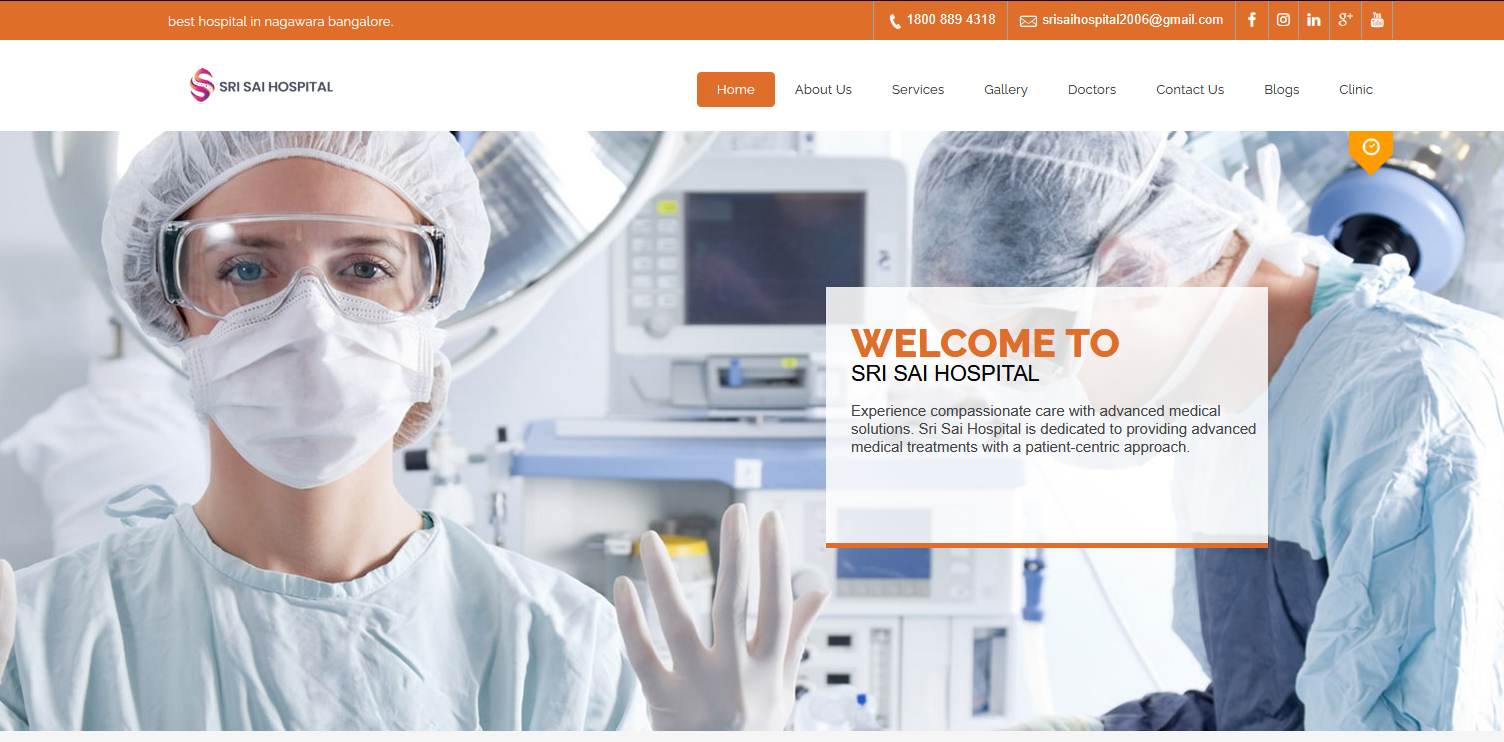 best hospital in nagawara bangalore.
1800 889 4318
srisaihospital2006@gmail.com
SRI SAI HOSPITAL
Home
About Us
Services
Gallery
Doctors
Contact Us
Blogs
Clinic
WELCOME TO
SRI SAI HOSPITAL
Experience compassionate care with advanced medical
solutions. Sri Sai Hospital is dedicated to providing advanced
medical treatments with a patient-centric approach.